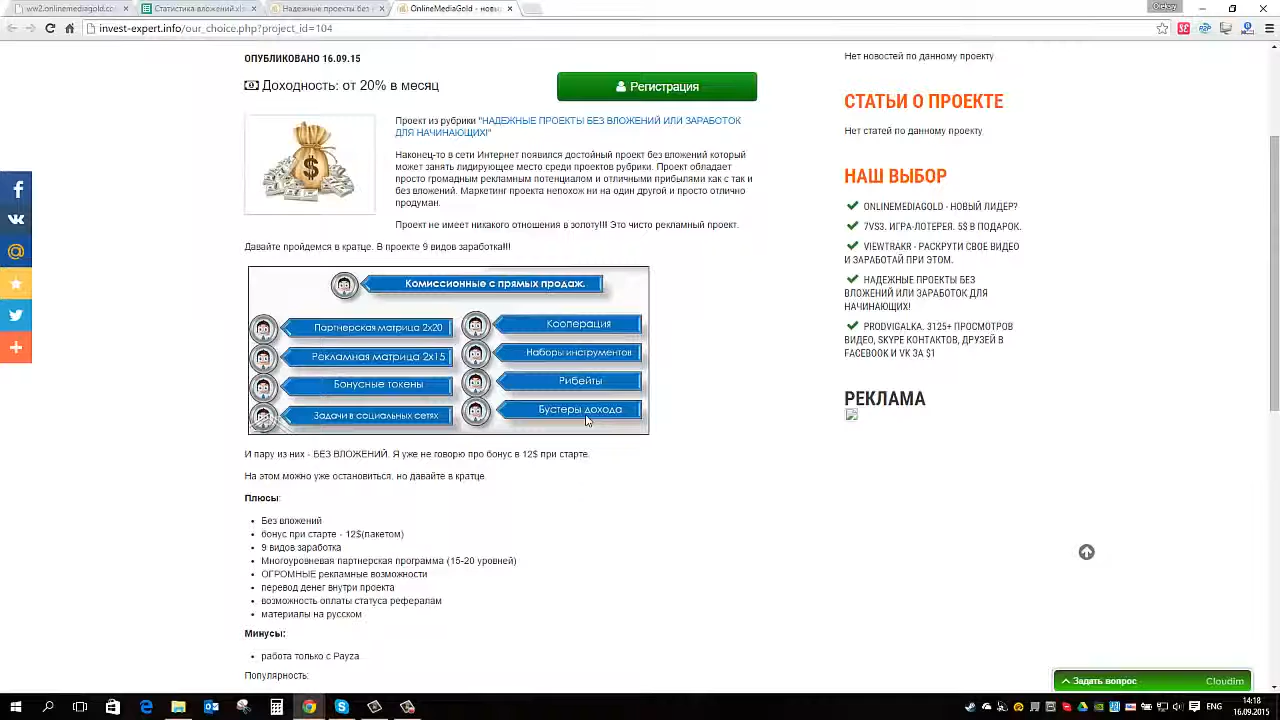 ww2.onlinemediagold.co
Статистика вложений.xls
Надежные проекты без
OnlineMediaGold - новы
Oleksiy
invest-expert.info/our_choice.php?project_id=104
ОПУБЛИКОВАНО 16.09.15
Доходность: от 20% в месяц
Регистрация
Проект из рубрики "НАДЕЖНЫЕ ПРОЕКТЫ БЕЗ ВЛОЖЕНИЙ ИЛИ ЗАРАБОТОК
ДЛЯ НАЧИНАЮЩИХ!"
Наконец-то в сети Интернет появился достойный проект без вложений который
может занять лидирующее место среди проектов рубрики. Проект обладает
просто громадным рекламным потенциалом и отличными прибылями как с так и
без вложений. Маркетинг проекта непохож ни на один другой и просто отлично
продуман.
Проект не имеет никакого отношения в золоту!!! Это чисто рекламный проект.
Давайте пройдемся в кратце. В проекте 9 видов заработка!!!
Комиссионные с прямых продаж.
Партнерская матрица 2х20
Кооперация
Рекламная матрица 2х15
Наборы инструментов
Бонусные токены
Рибейты
Задачи в социальных сетях
Бустеры дохода
И пару из них - БЕЗ ВЛОЖЕНИЙ. Я уже не говорю про бонус в 12$ при старте.
На этом можно уже остановиться, но давайте в кратце.
Плюсы:
Без вложений
бонус при старте - 12$(пакетом)
9 видов заработка
Многоуровневая партнерская программа (15-20 уровней)
ОГРОМНЫЕ рекламные возможности
перевод денег внутри проекта
возможность оплаты статуса рефералам
материалы на русском
Минусы:
работа только с Payza
Популярность:
Нет новостей по данному проекту
СТАТЬИ О ПРОЕКТЕ
Нет статей по данному проекту.
НАШ ВЫБОР
ONLINEMEDIAGOLD - НОВЫЙ ЛИДЕР?
7VS3. ИГРА-ЛОТЕРЕЯ. 5$ В ПОДАРОК.
VIEWTRAKR - РАСКРУТИ СВОЕ ВИДЕО
И ЗАРАБОТАЙ ПРИ ЭТОМ.
НАДЕЖНЫЕ ПРОЕКТЫ БЕЗ
ВЛОЖЕНИЙ ИЛИ ЗАРАБОТОК ДЛЯ
НАЧИНАЮЩИХ!
PRODVIGALKA. 3125+ ПРОСМОТРОВ
ВИДЕО, SKYPE КОНТАКТОВ, ДРУЗЕЙ В
FACEBOOK И VK ЗА $1
РЕКЛАМА
Задать вопрос
Cloudim
ENG
14:18
16.09.2015